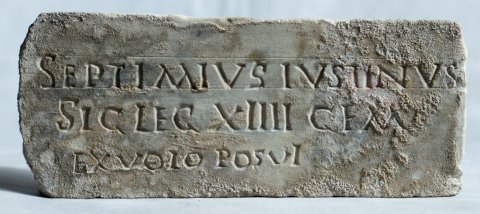 SEPTIMIVS IVSTINVS
SIG LEG XIIII GEM
EX VOTO POSVI